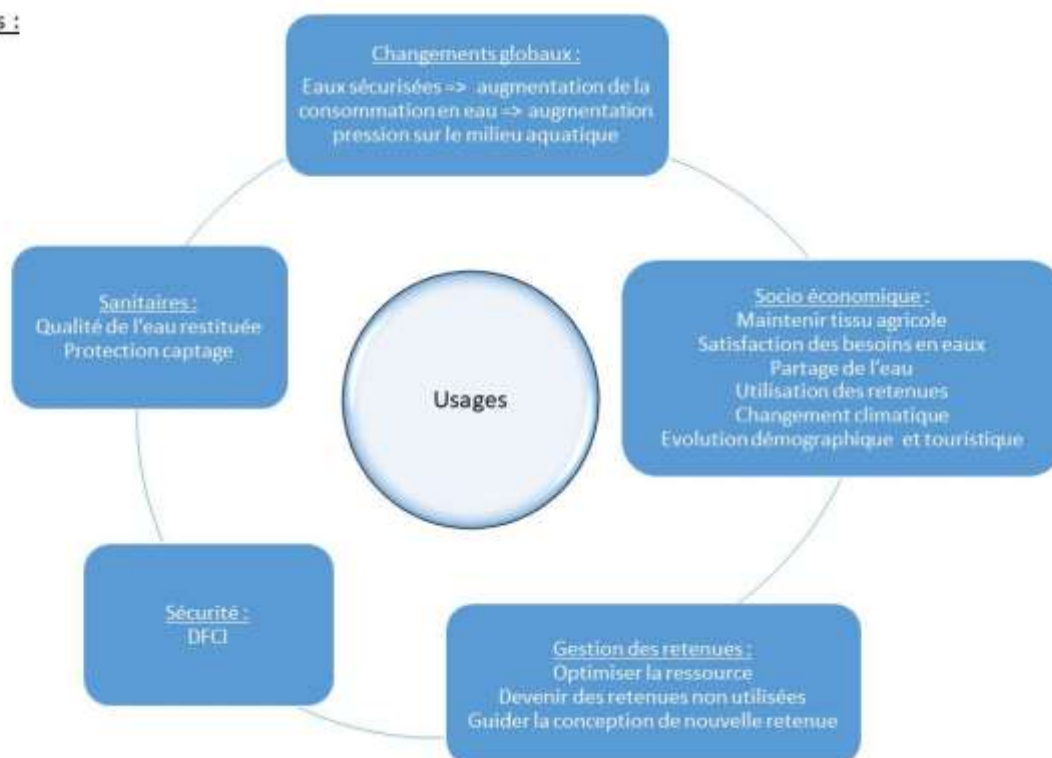 s :
Changements globaux :
Eaux sécurisées => augmentation de la
consommation en eau => augmentation
pression sur le milieu aquatique
Sanitaires :
Qualité de l'eau restituée
Protection captage
Socio économique :
Maintenir tissu agricole
Satisfaction des besoins en eaux
Partage de l'eau
Utilisation des retenues
Changement climatique
Evolution démographique et touristique
Usages
Sécurité :
DFCI
Gestion des retenues :
Optimiser la ressource
Devenir des retenues non utilisées
Guider la conception de nouvelle retenue